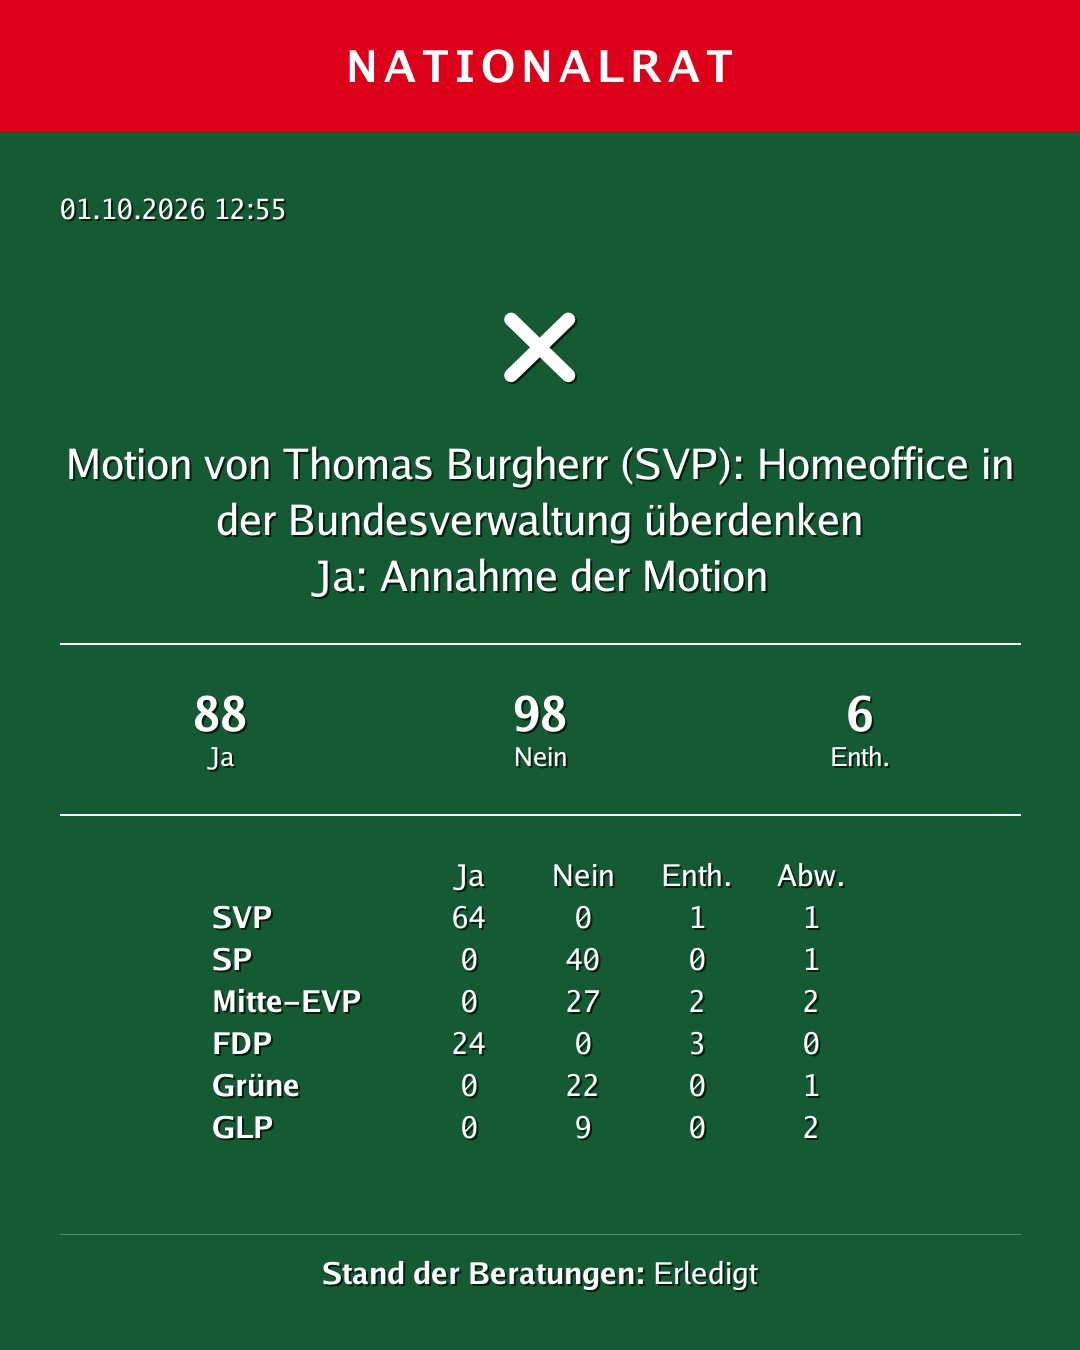 NATIONALRAT
01.10.2026 12:55
Motion von Thomas Burgherr (SVP): Homeoffice in
der Bundesverwaltung überdenken
Ja: Annahme der Motion
88 98 6
Ja Nein Enth.
Ja Nein Enth. Abw.
SVP 64 0 1 1
SP 0 40 0 1
Mitte-EVP 0 27 2 2
FDP 24 0 3 0
Grüne 0 22 0 1
GLP 0 9 0 2
Stand der Beratungen: Erledigt